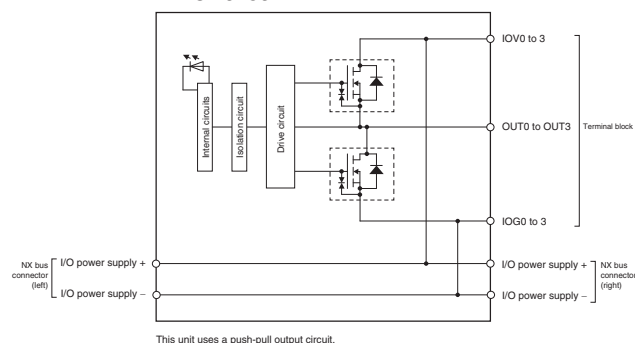 IOV0 to 3
Internal circuits
Isolation circuit
Drive circuit
OUT0 to OUT3
Terminal block
IOG0 to 3
NX bus
connector
(left)
I/O power supply +
I/O power supply −
I/O power supply +
I/O power supply −
NX bus
connector
(right)
This unit uses a push-pull output circuit.